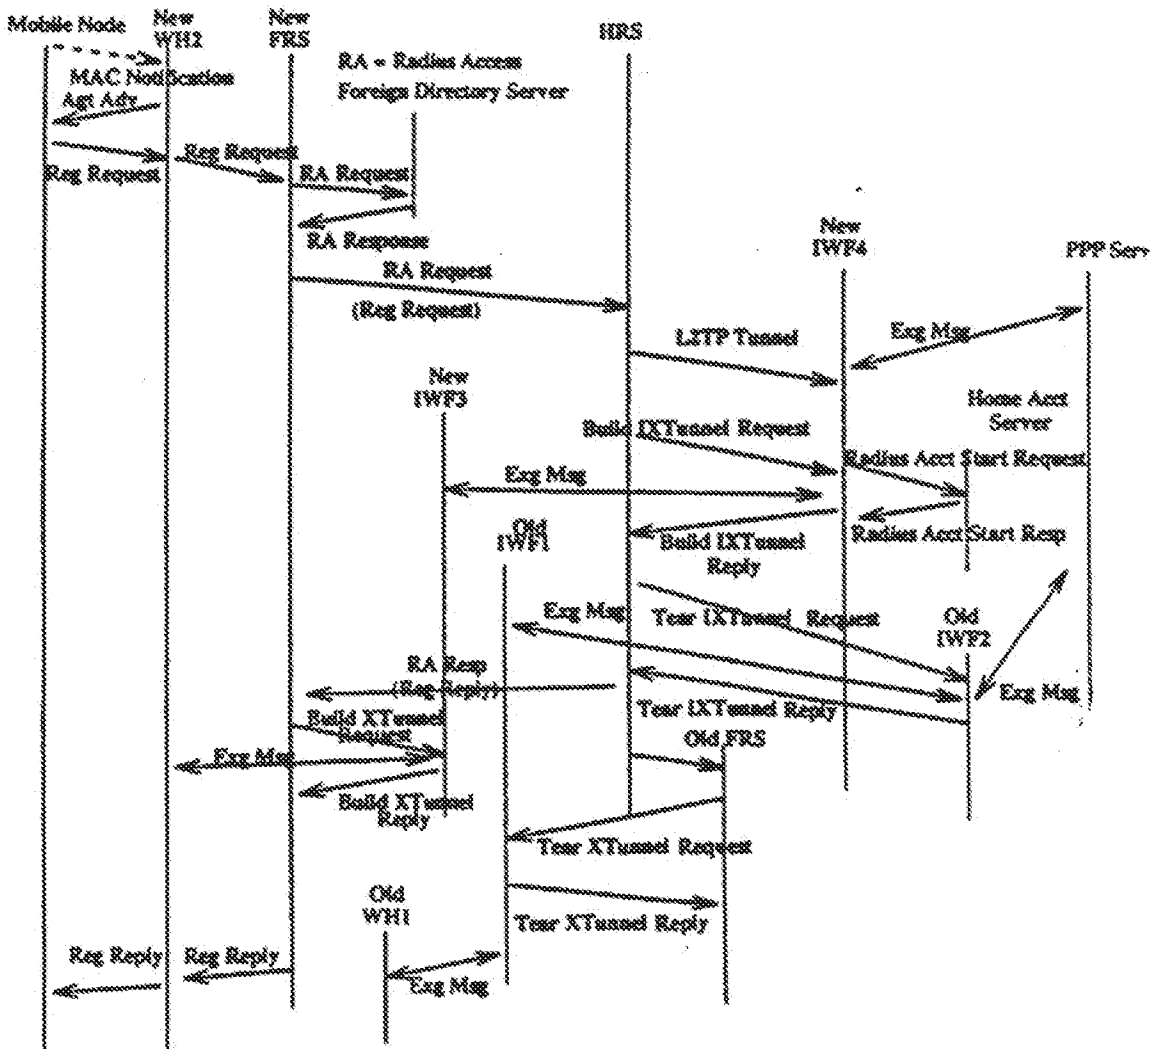 Mobile Node
New
WH2
New
FRS
HRS
RA = Radius Access
Foreign Directory Server
MAC Notification
Agt Adv
Reg Request
Reg Request
RA Request
RA Response
RA Request
(Reg Request)
New
IWF4
PPP Serv
L2TP Tunnel
Exg Msg
New
IWF3
Home Acct
Server
Build IXTunnel Request
Radius Acct Start Request
Exg Msg
Old
IWF1
Build IXTunnel
Reply
Radius Acct Start Resp
Exg Msg
Tear IXTunnel Request
Old
IWF2
RA Resp
(Reg Reply)
Exg Msg
Tear IXTunnel Reply
Build XTunnel
Request
Old FRS
Exg Msg
Build XTunnel
Reply
Tear XTunnel Request
Old
WH1
Tear XTunnel Reply
Reg Reply
Reg Reply
Exg Msg